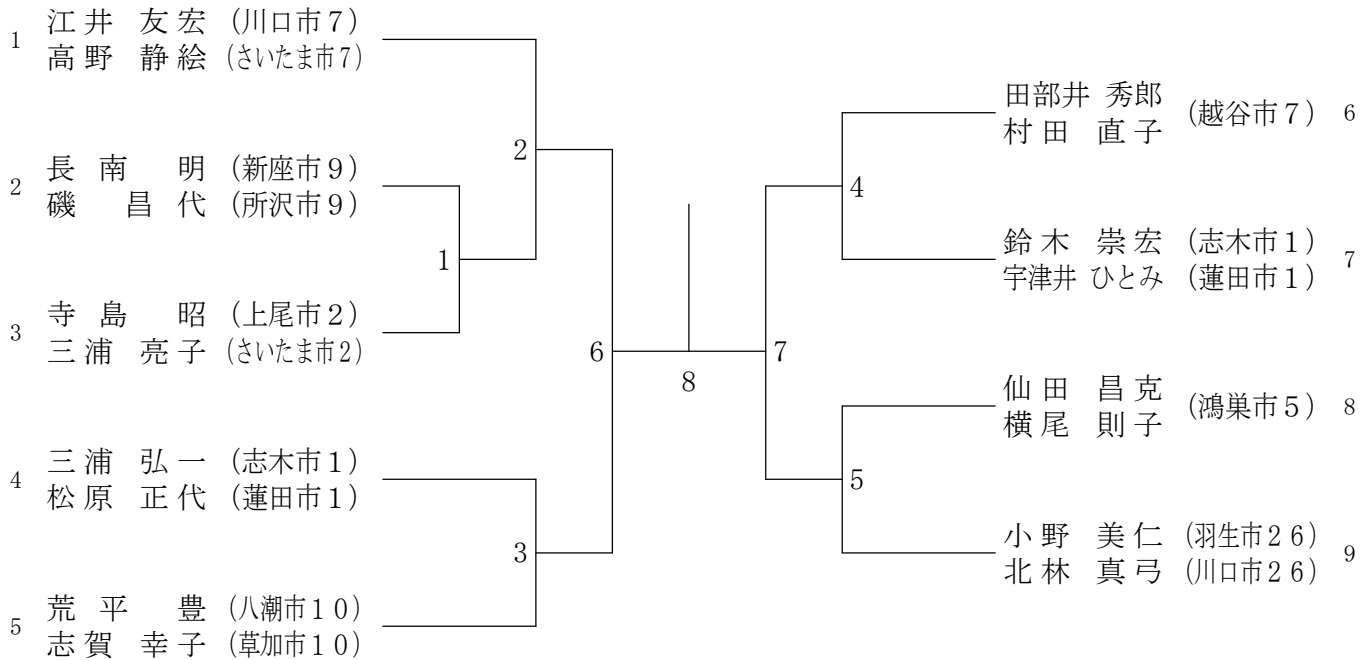 1
江井 友宏 (川口市7)
高野 静絵 (さいたま市7)
2
長南 明 (新座市9)
磯 昌代 (所沢市9)
3
寺島 昭 (上尾市2)
三浦 亮子 (さいたま市2)
4
三浦 弘一 (志木市1)
松原 正代 (蓮田市1)
5
荒平 豊 (八潮市10)
志賀 幸子 (草加市10)
2
1
6
3
8
7
4
5
田部井 秀郎
村田 直子
(越谷市7) 6
鈴木 崇宏 (志木市1)
宇津井 ひとみ (蓮田市1)
7
仙田 昌克
横尾 則子
(鴻巣市5) 8
小野 美仁 (羽生市26)
北林 真弓 (川口市26)
9